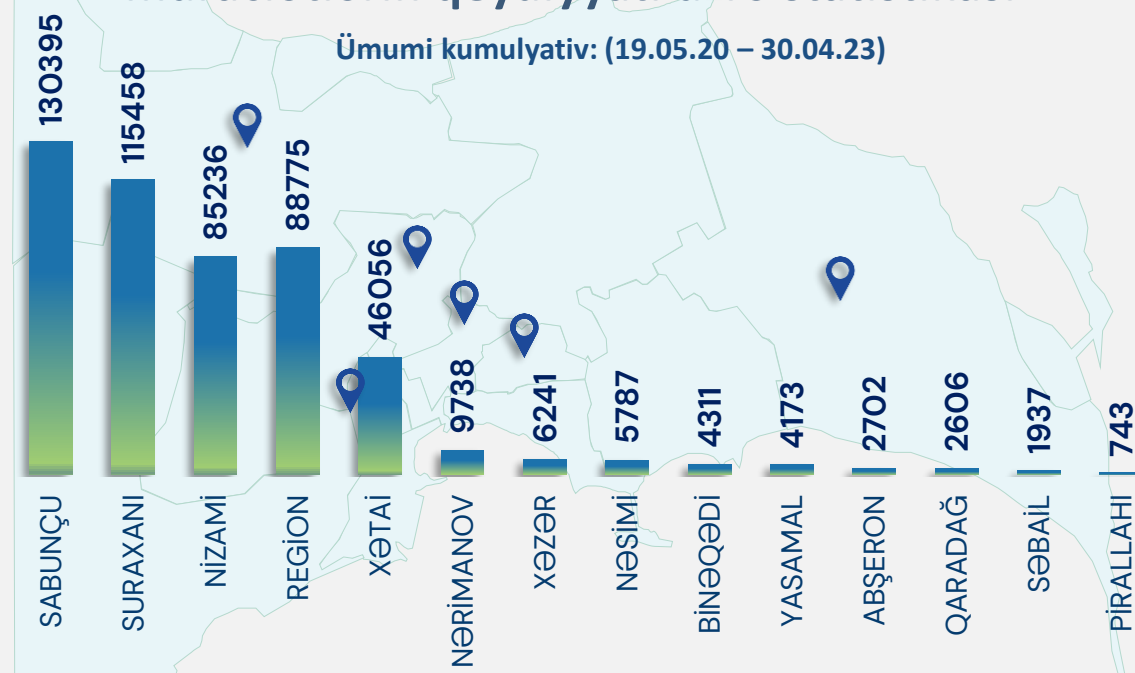 Ümumi kumulyativ: (19.05.20 – 30.04.23)
130395
115458
85236
88775
46056
9738
6241
5787
4311
4173
2702
2606
1937
743
SABUNÇU
SURAXANI
NİZAMİ
REGİON
XƏTAİ
NƏRİMANOV
XƏZƏR
NƏSİMİ
BİNƏQƏDİ
YASAMAL
ABŞERON
QARADAĞ
SƏBAİL
PİRALLAHI